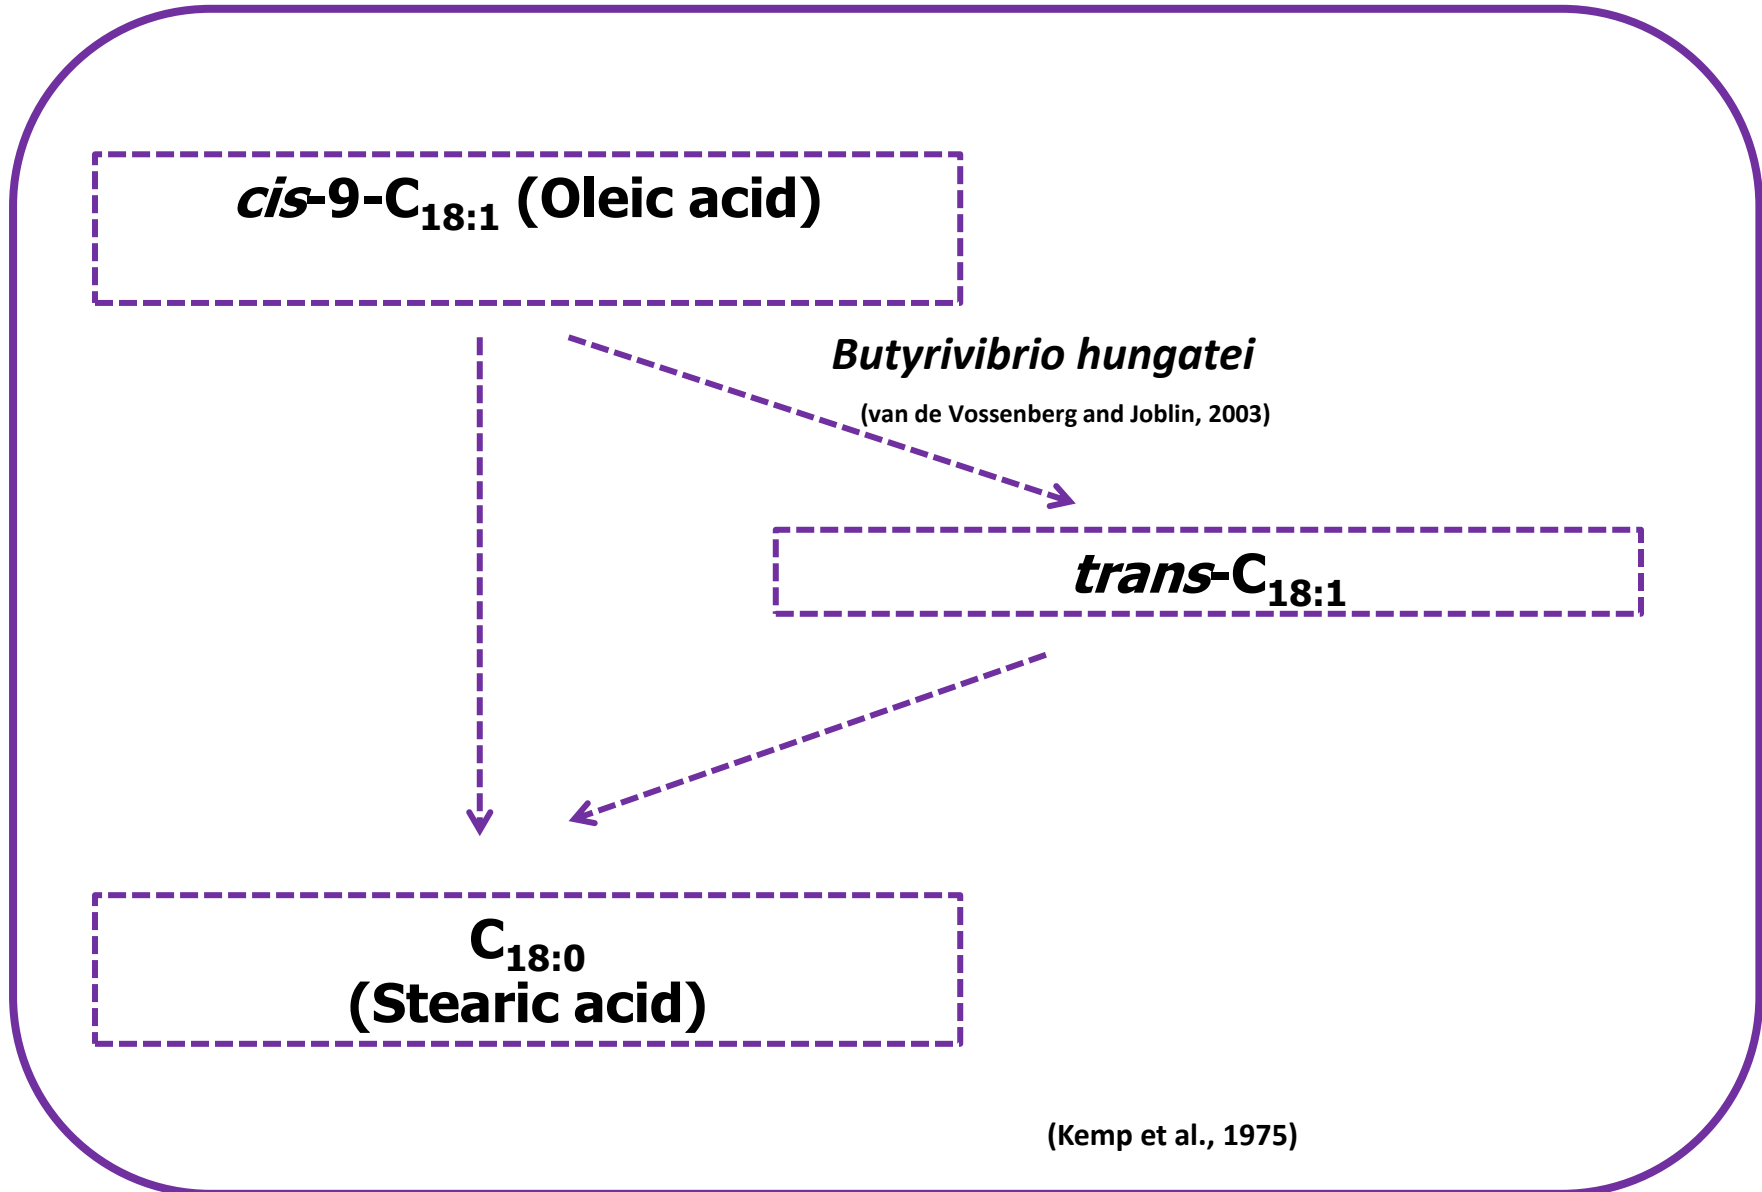 cis-9-C18:1 (Oleic acid)
Butyrivibrio hungatei
(van de Vossenberg and Joblin, 2003)
trans-C18:1
C18:0
(Stearic acid)
(Kemp et al., 1975)